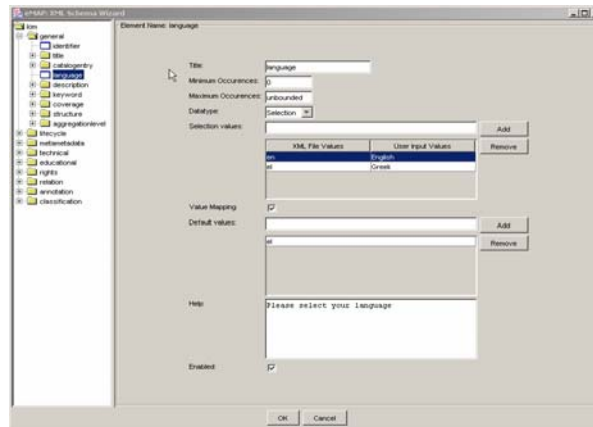 eMAP: XML Schema Wizard
lom
general
identifier
title
catalogentry
language
description
keyword
coverage
structure
aggregationlevel
lifecycle
metametadata
technical
educational
rights
relation
annotation
classification
Element Name: language
Title: language
Minimum Occurences: 0
Maximum Occurences: unbounded
Datatype: Selection
Selection values: Add
XML File Values User Input Values Remove
en English
el Greek
Value Mapping
Default values: Add
el Remove
Help: Please select your language
Enabled
OK Cancel